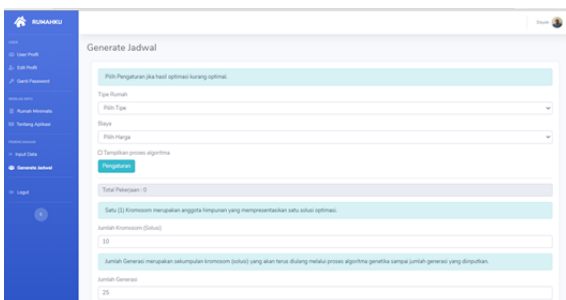 RUMAHKU
USER
User Profil
Edit Profil
Ganti Password
Rumah Minimalis
Tentang Aplikasi
Input Data
Generate Jadwal
Logout
Generate Jadwal
Pilih Pengaturan jika hasil optimasi kurang optimal.
Tipe Rumah
Pilih Tipe
Biaya
Pilih Harga
Tampilkan proses algoritma
Pengaturan
Total Pekerjaan : 0
Satu (1) Kromosom merupakan anggota himpunan yang mempresentasikan satu solusi optimasi.
Jumlah Kromosom (Solusi)
10
Jumlah Generasi merupakan sekumpulan kromosom (solusi) yang akan terus diulang melalui proses algoritma genetika sampai jumlah generasi yang diinputkan.
Jumlah Generasi
25